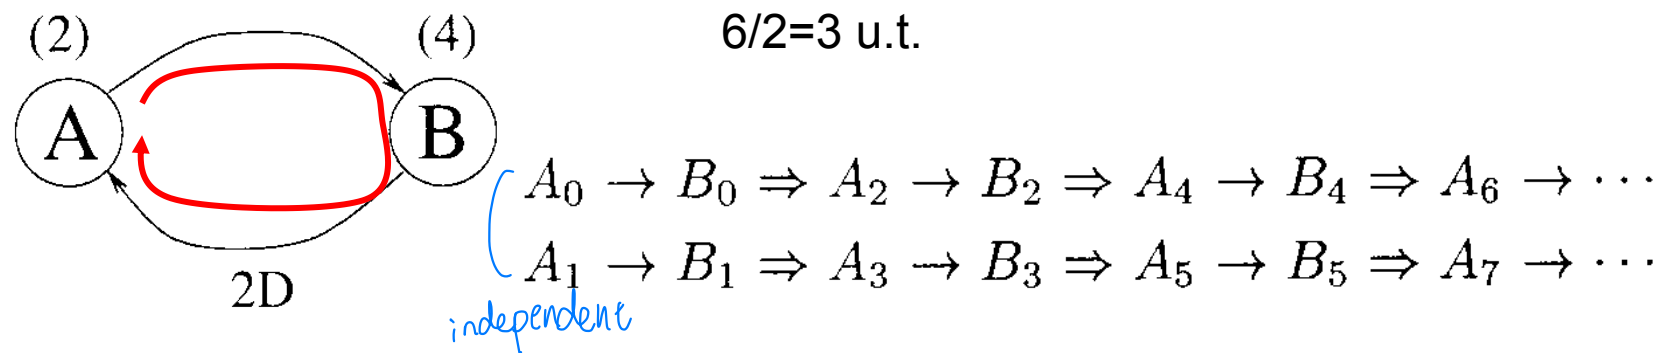 (2) (4) 6/2=3 u.t.
A B
A₀ → B₀ ⇒ A₂ → B₂ ⇒ A₄ → B₄ ⇒ A₆ → ···
A₁ → B₁ ⇒ A₃ → B₃ ⇒ A₅ → B₅ ⇒ A₇ → ···
2D
independent